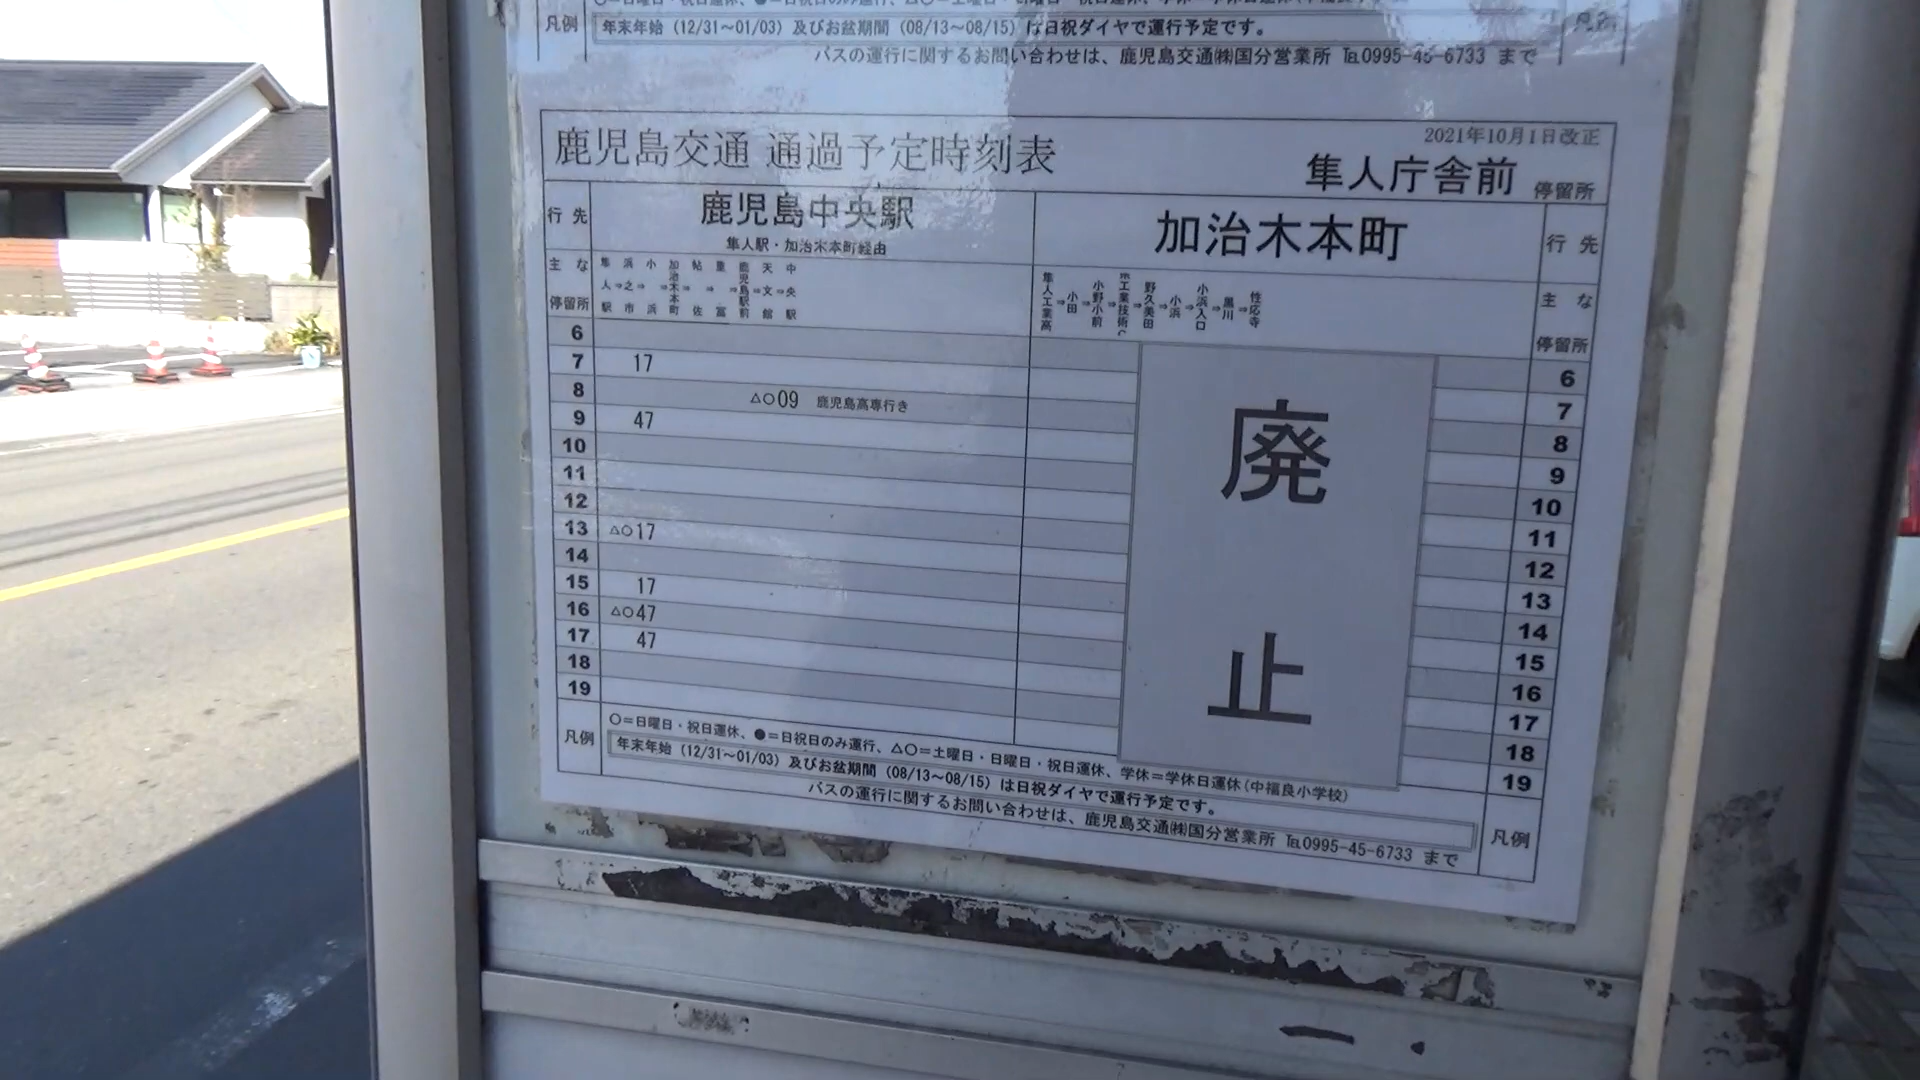 凡例
年末年始（12/31～01/03）及びお盆期間（08/13～08/15）は日祝ダイヤで運行予定です。
バスの運行に関するお問い合わせは、鹿児島交通㈱国分営業所 ℡0995-45-6733 まで
鹿児島交通 通過予定時刻表
2021年10月1日改正
隼人庁舎前 停留所
行先 鹿児島中央駅 加治木本町 行先
隼人駅・加治木本町経由
主な停留所
隼人駅⇒浜之市⇒小浜⇒加治木本町⇒帖佐⇒重富⇒鹿児島駅前⇒天文館⇒中央駅
隼人工業高⇒小田⇒小野小前⇒ 工業技術C⇒野久美田⇒小浜⇒小浜入口⇒黒川⇒性応寺
主な停留所
6
7 17
8 △○09 鹿児島高専行き
9 47
10
11
12
13 △○17
14
15 17
16 △○47
17 47
18
19
廃止
6
7
8
9
10
11
12
13
14
15
16
17
18
19
凡例
○＝日曜日・祝日運休、●＝日祝日のみ運行、△○＝土曜日・日曜日・祝日運休、学休＝学休日運休(中福良小学校)
年末年始（12/31～01/03）及びお盆期間（08/13～08/15）は日祝ダイヤで運行予定です。
バスの運行に関するお問い合わせは、鹿児島交通㈱国分営業所 ℡0995-45-6733 まで
凡例